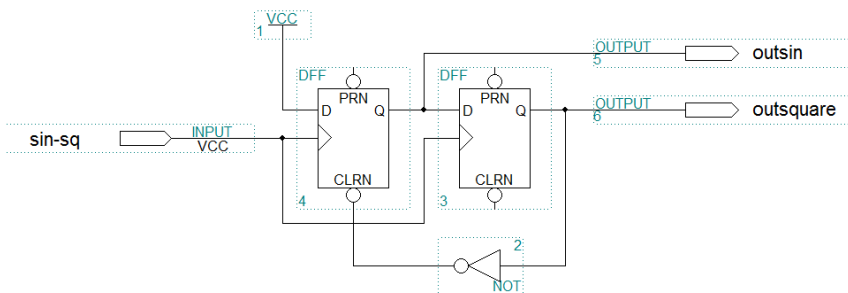 VCC
1
OUTPUT
5
outsin
DFF
PRN
D
Q
CLRN
4
DFF
PRN
D
Q
CLRN
3
OUTPUT
6
outsquare
sin-sq
INPUT
VCC
2
NOT